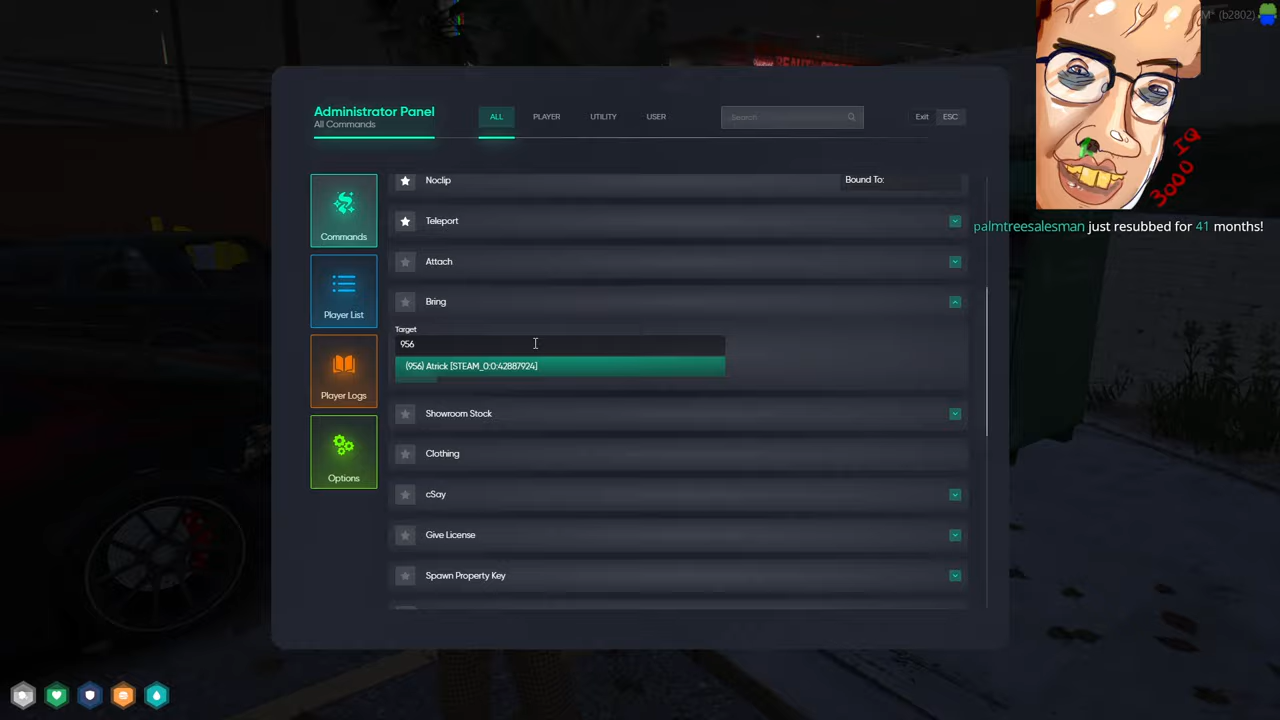 M* (b2802)
Administrator Panel
All Commands
ALL
PLAYER
UTILITY
USER
Search
Exit
ESC
IQ
3000
palmtreesalesman just resubbed for 41 months!
Commands
Player List
Player Logs
Options
Noclip
Bound To:
Teleport
Attach
Bring
Target
956
(956) Atrick [STEAM_0:0:42887924]
Showroom Stock
Clothing
cSay
Give License
Spawn Property Key